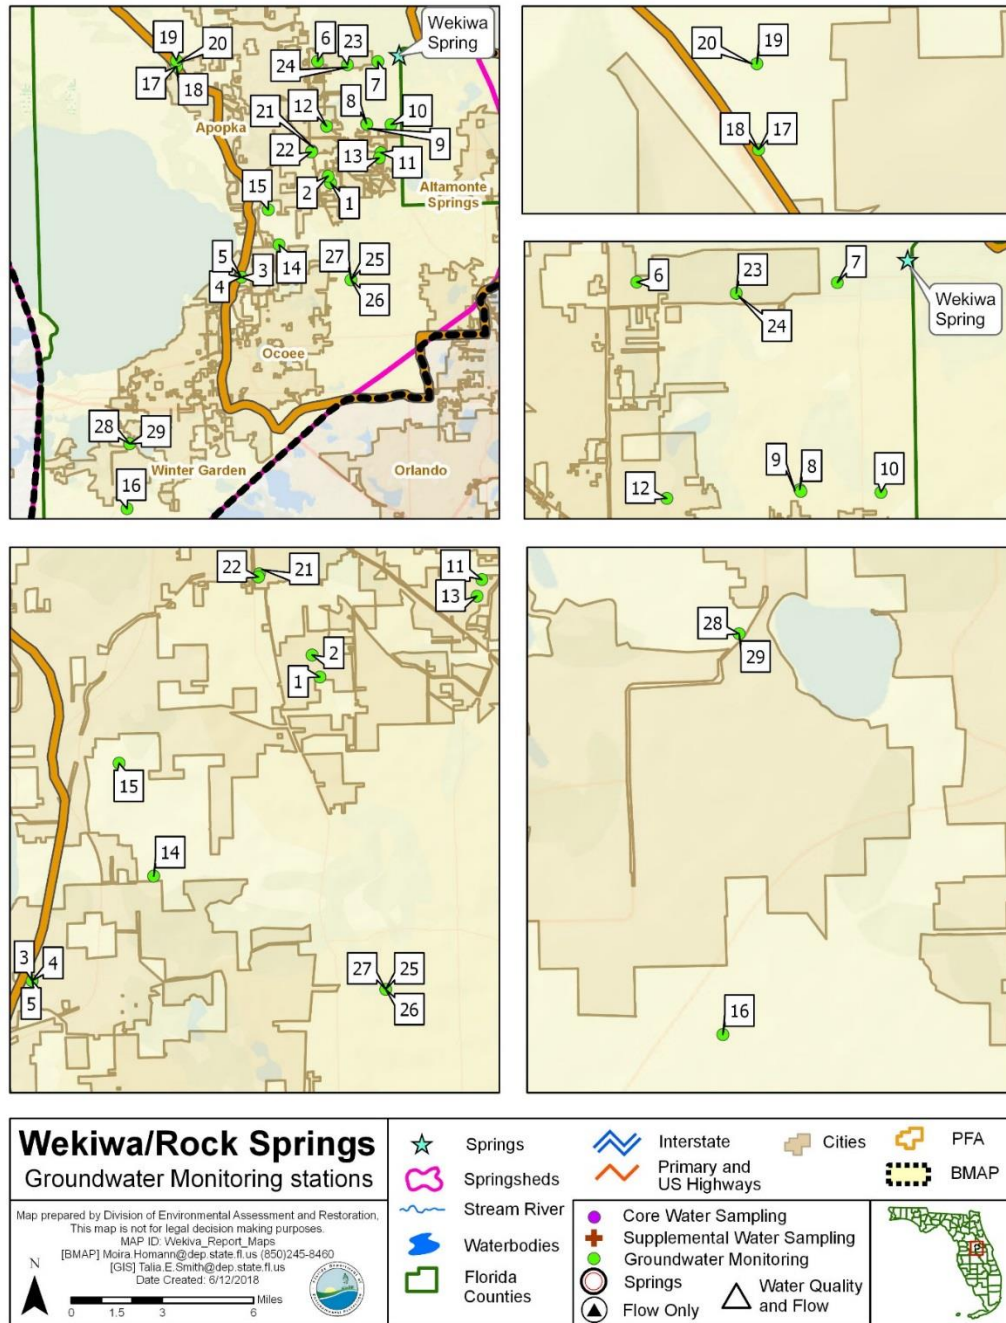 Wekiwa
Spring
19
20
17
18
6
23
24
7
21
12
8
10
9
22
13
11
2
1
15
5
3
4
14
27
25
26
28
29
16
Apopka
Altamonte
Springs
Ocoee
Winter Garden
Orlando
20
19
18
17
6
23
24
7
Wekiwa
Spring
9
8
10
12
22
21
11
13
2
1
15
14
3
4
5
27
25
26
28
29
16
Wekiwa/Rock Springs
Groundwater Monitoring stations
Map prepared by Division of Environmental Assessment and Restoration,
This map is not for legal decision making purposes.
MAP ID: Wekiva_Report_Maps
[BMAP] Moira.Homann@dep.state.fl.us (850)245-8460
[GIS] Talia.E.Smith@dep.state.fl.us
Date Created: 6/12/2018
N
Miles
0 1.5 3 6
Springs
Springsheds
Stream River
Waterbodies
Florida
Counties
Interstate
Primary and
US Highways
Cities
PFA
BMAP
Core Water Sampling
Supplemental Water Sampling
Groundwater Monitoring
Springs
Flow Only
Water Quality
and Flow